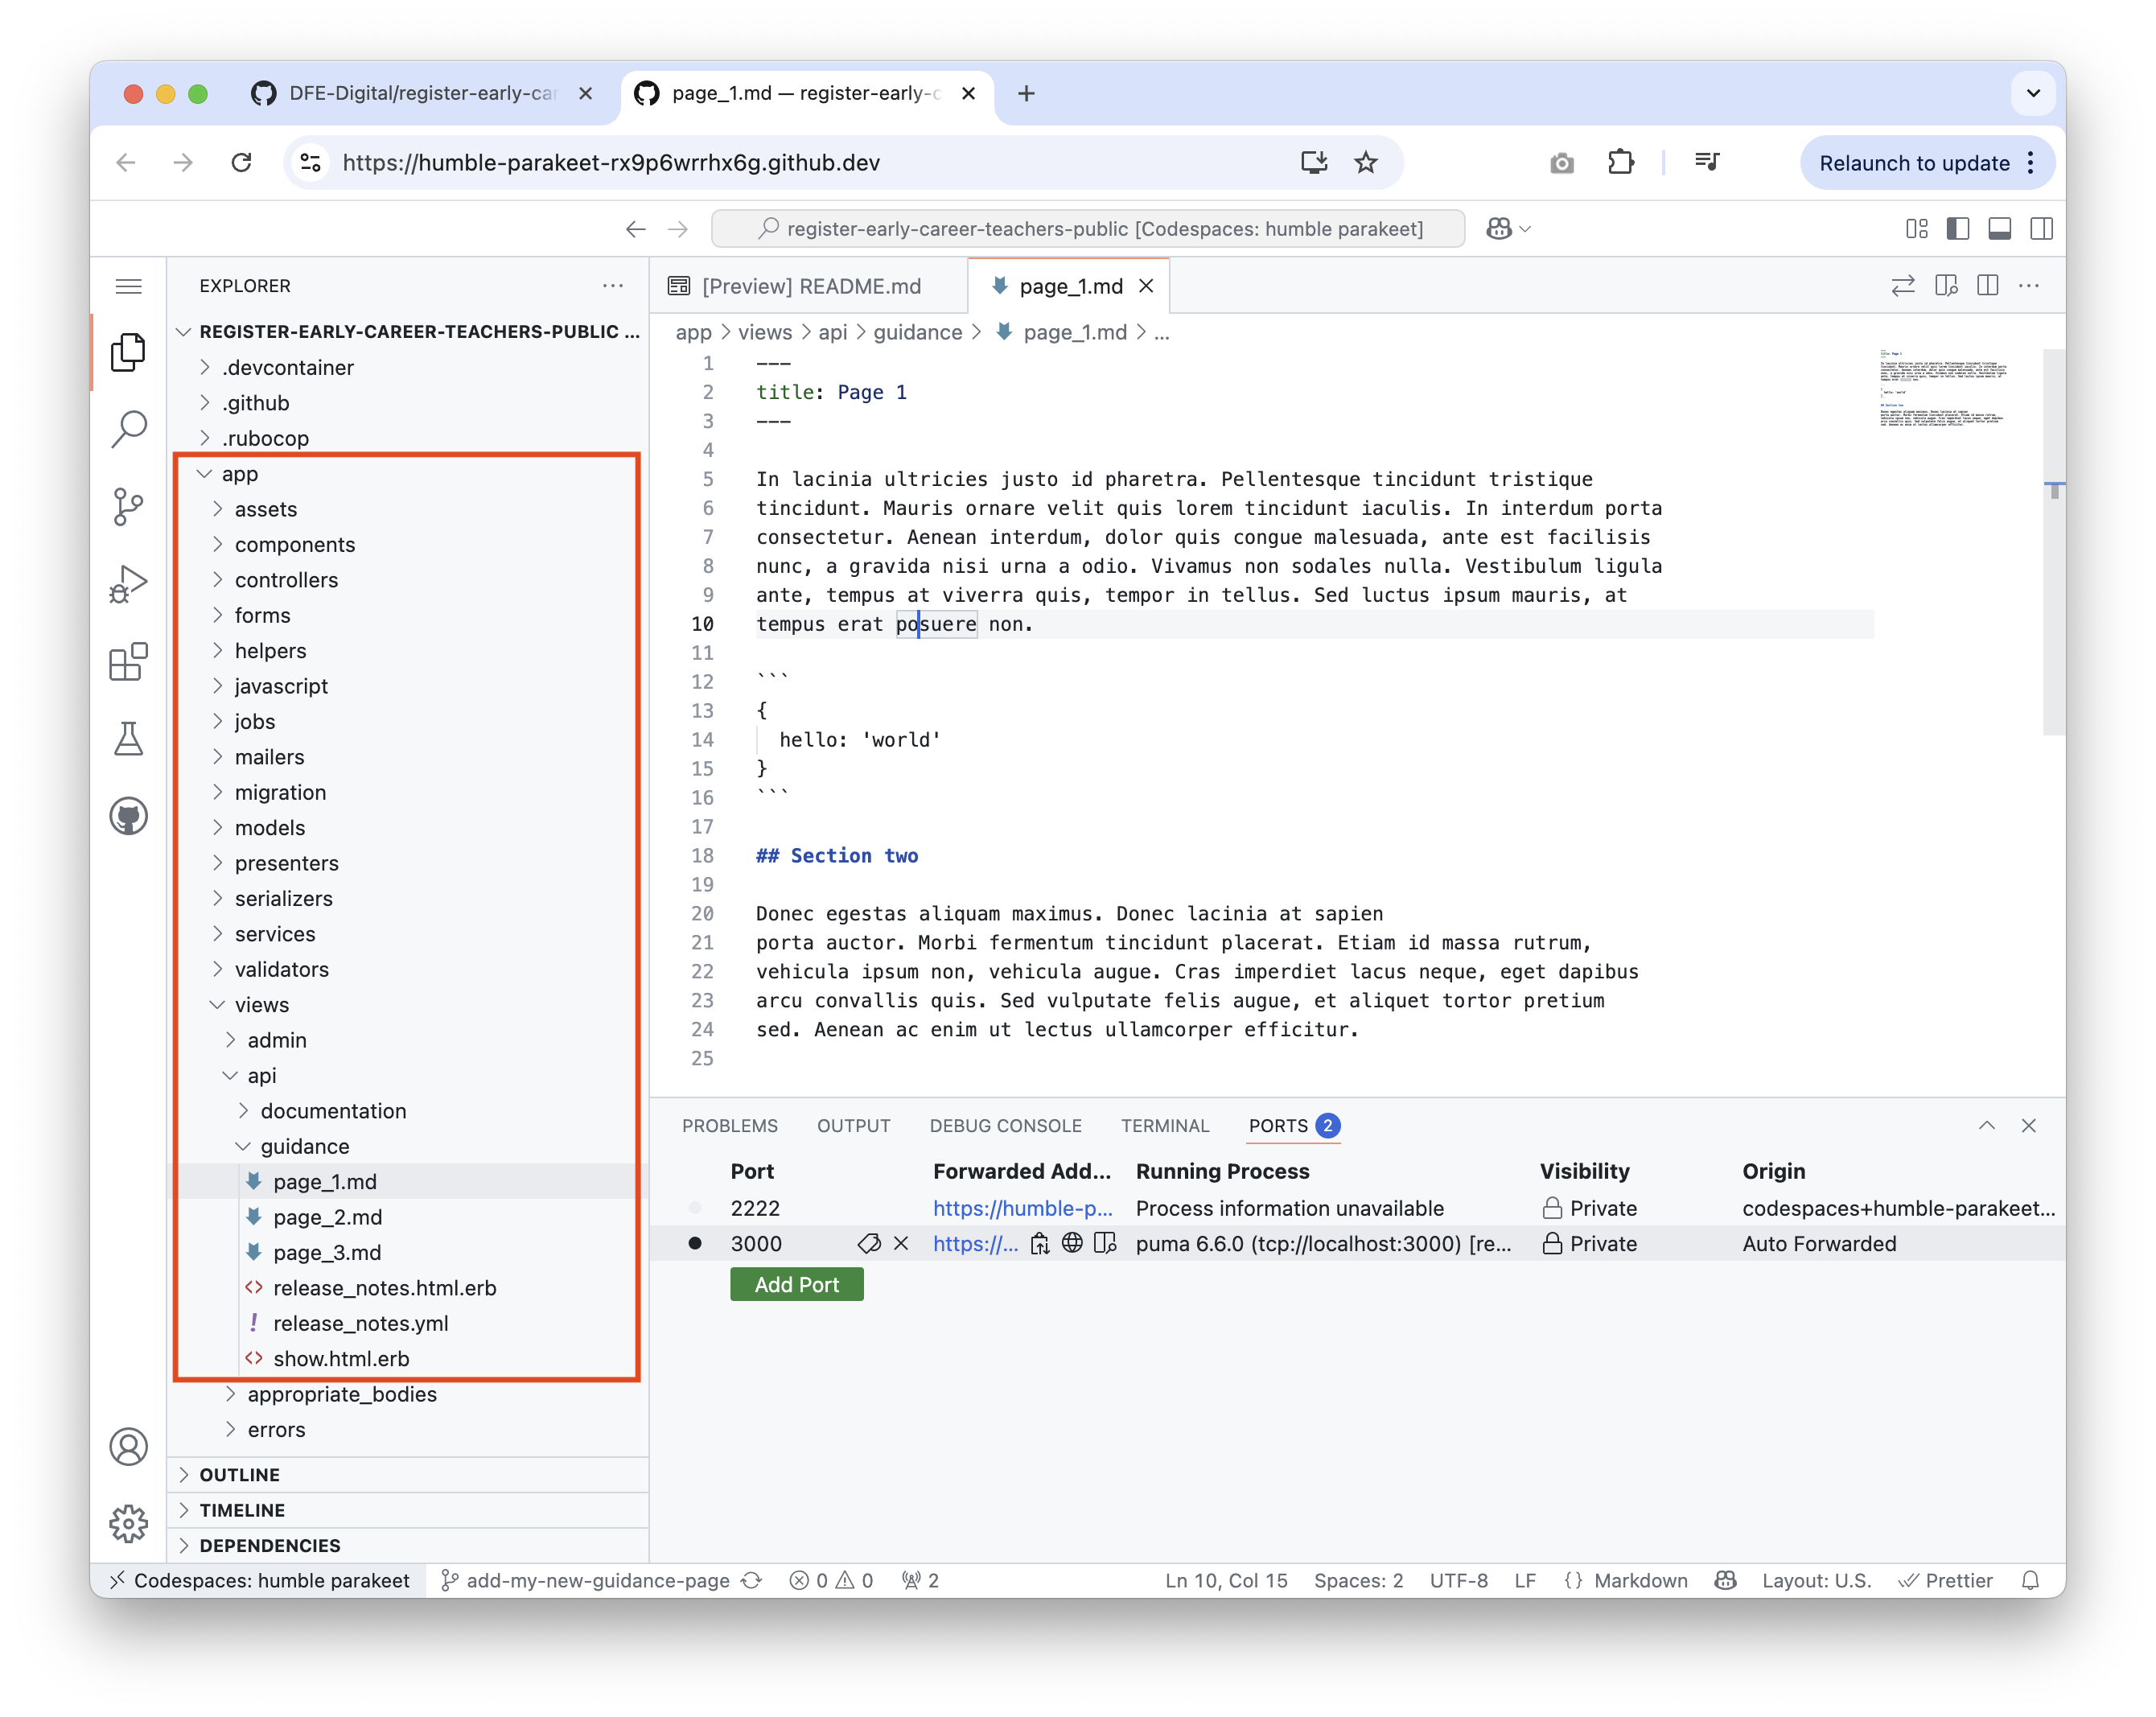 DFE-Digital/register-early-car
page_1.md — register-early-c
https://humble-parakeet-rx9p6wrrhx6g.github.dev
Relaunch to update
register-early-career-teachers-public [Codespaces: humble parakeet]
EXPLORER
REGISTER-EARLY-CAREER-TEACHERS-PUBLIC ...
.devcontainer
.github
.rubocop
app
assets
components
controllers
forms
helpers
javascript
jobs
mailers
migration
models
presenters
serializers
services
validators
views
admin
api
documentation
guidance
page_1.md
page_2.md
page_3.md
<> release_notes.html.erb
! release_notes.yml
<> show.html.erb
appropriate_bodies
errors
OUTLINE
TIMELINE
DEPENDENCIES
[Preview] README.md
page_1.md
app > views > api > guidance > page_1.md > ...
1 ---
2 title: Page 1
3 ---
4
5 In lacinia ultricies justo id pharetra. Pellentesque tincidunt tristique
6 tincidunt. Mauris ornare velit quis lorem tincidunt iaculis. In interdum porta
7 consectetur. Aenean interdum, dolor quis congue malesuada, ante est facilisis
8 nunc, a gravida nisi urna a odio. Vivamus non sodales nulla. Vestibulum ligula
9 ante, tempus at viverra quis, tempor in tellus. Sed luctus ipsum mauris, at
10 tempus erat posuere non.
11
12 ```
13 {
14 hello: 'world'
15 }
16 ```
17
18 ## Section two
19
20 Donec egestas aliquam maximus. Donec lacinia at sapien
21 porta auctor. Morbi fermentum tincidunt placerat. Etiam id massa rutrum,
22 vehicula ipsum non, vehicula augue. Cras imperdiet lacus neque, eget dapibus
23 arcu convallis quis. Sed vulputate felis augue, et aliquet tortor pretium
24 sed. Aenean ac enim ut lectus ullamcorper efficitur.
25
PROBLEMS OUTPUT DEBUG CONSOLE TERMINAL PORTS 2
Port Forwarded Add... Running Process Visibility Origin
2222 https://humble-p... Process information unavailable Private codespaces+humble-parakeet...
3000 https://... puma 6.6.0 (tcp://localhost:3000) [re... Private Auto Forwarded
Add Port
Codespaces: humble parakeet add-my-new-guidance-page 0 0 2 Ln 10, Col 15 Spaces: 2 UTF-8 LF {} Markdown Layout: U.S. Prettier